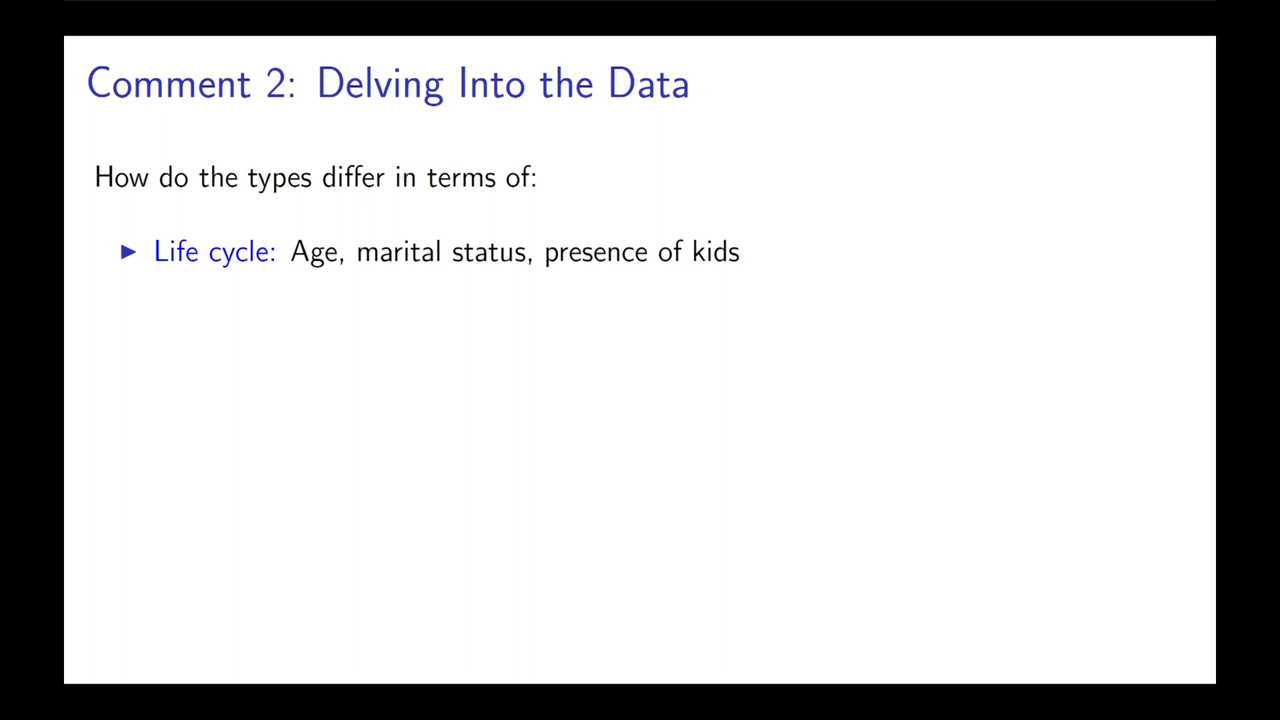 Comment 2: Delving Into the Data
How do the types differ in terms of:
▶ Life cycle: Age, marital status, presence of kids